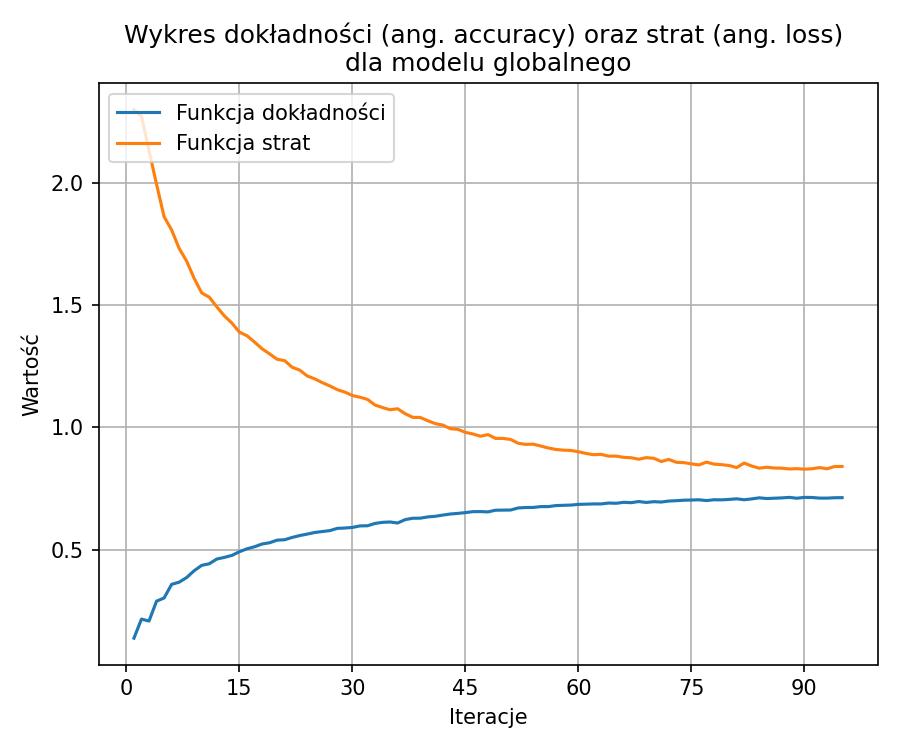 Wykres dokładności (ang. accuracy) oraz strat (ang. loss)
dla modelu globalnego
Funkcja dokładności
Funkcja strat
2.0
1.5
1.0
0.5
Wartość
0 15 30 45 60 75 90
Iteracje